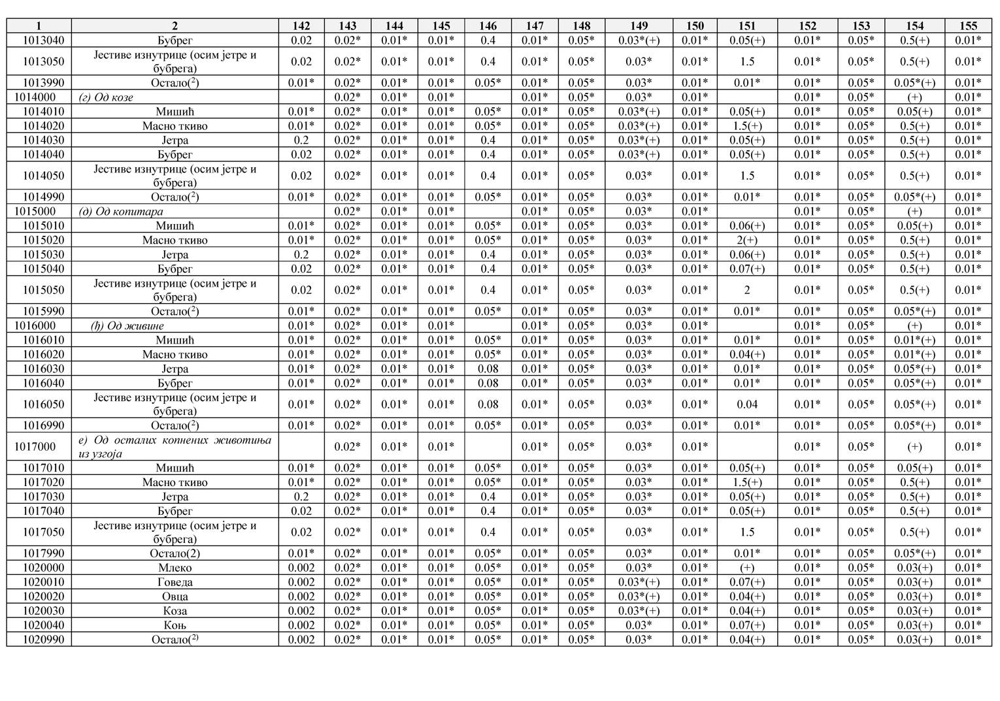 1 2 142 143 144 145 146 147 148 149 150 151 152 153 154 155
1013040 Бубрег 0.02 0.02* 0.01* 0.01* 0.4 0.01* 0.05* 0.03*(+) 0.01* 0.05(+) 0.01* 0.05* 0.5(+) 0.01*
Јестиве изнутрице (осим јетре и
1013050 бубрега) 0.02 0.02* 0.01* 0.01* 0.4 0.01* 0.05* 0.03* 0.01* 1.5 0.01* 0.05* 0.5(+) 0.01*
1013990 Остало(2) 0.01* 0.02* 0.01* 0.01* 0.05* 0.01* 0.05* 0.03* 0.01* 0.01* 0.01* 0.05* 0.05*(+) 0.01*
1014000 (г) Од козе 0.02* 0.01* 0.01* 0.01* 0.05* 0.03* 0.01* 0.01* 0.05* (+) 0.01*
1014010 Мишић 0.01* 0.02* 0.01* 0.01* 0.05* 0.01* 0.05* 0.03*(+) 0.01* 0.05(+) 0.01* 0.05* 0.05(+) 0.01*
1014020 Масно ткиво 0.01* 0.02* 0.01* 0.01* 0.05* 0.01* 0.05* 0.03*(+) 0.01* 1.5(+) 0.01* 0.05* 0.5(+) 0.01*
1014030 Јетра 0.2 0.02* 0.01* 0.01* 0.4 0.01* 0.05* 0.03*(+) 0.01* 0.05(+) 0.01* 0.05* 0.5(+) 0.01*
1014040 Бубрег 0.02 0.02* 0.01* 0.01* 0.4 0.01* 0.05* 0.03*(+) 0.01* 0.05(+) 0.01* 0.05* 0.5(+) 0.01*
Јестиве изнутрице (осим јетре и
1014050 бубрега) 0.02 0.02* 0.01* 0.01* 0.4 0.01* 0.05* 0.03* 0.01* 1.5 0.01* 0.05* 0.5(+) 0.01*
1014990 Остало(2) 0.01* 0.02* 0.01* 0.01* 0.05* 0.01* 0.05* 0.03* 0.01* 0.01* 0.01* 0.05* 0.05*(+) 0.01*
1015000 (д) Од копитара 0.02* 0.01* 0.01* 0.01* 0.05* 0.03* 0.01* 0.01* 0.05* (+) 0.01*
1015010 Мишић 0.01* 0.02* 0.01* 0.01* 0.05* 0.01* 0.05* 0.03* 0.01* 0.06(+) 0.01* 0.05* 0.05(+) 0.01*
1015020 Масно ткиво 0.01* 0.02* 0.01* 0.01* 0.05* 0.01* 0.05* 0.03* 0.01* 2(+) 0.01* 0.05* 0.5(+) 0.01*
1015030 Јетра 0.2 0.02* 0.01* 0.01* 0.4 0.01* 0.05* 0.03* 0.01* 0.06(+) 0.01* 0.05* 0.5(+) 0.01*
1015040 Бубрег 0.02 0.02* 0.01* 0.01* 0.4 0.01* 0.05* 0.03* 0.01* 0.07(+) 0.01* 0.05* 0.5(+) 0.01*
Јестиве изнутрице (осим јетре и
1015050 бубрега) 0.02 0.02* 0.01* 0.01* 0.4 0.01* 0.05* 0.03* 0.01* 2 0.01* 0.05* 0.5(+) 0.01*
1015990 Остало(2) 0.01* 0.02* 0.01* 0.01* 0.05* 0.01* 0.05* 0.03* 0.01* 0.01* 0.01* 0.05* 0.05*(+) 0.01*
1016000 (ђ) Од живине 0.01* 0.02* 0.01* 0.01* 0.01* 0.05* 0.03* 0.01* 0.01* 0.05* (+) 0.01*
1016010 Мишић 0.01* 0.02* 0.01* 0.01* 0.05* 0.01* 0.05* 0.03* 0.01* 0.01* 0.01* 0.05* 0.01*(+) 0.01*
1016020 Масно ткиво 0.01* 0.02* 0.01* 0.01* 0.05* 0.01* 0.05* 0.03* 0.01* 0.04(+) 0.01* 0.05* 0.01*(+) 0.01*
1016030 Јетра 0.01* 0.02* 0.01* 0.01* 0.08 0.01* 0.05* 0.03* 0.01* 0.01* 0.01* 0.05* 0.05*(+) 0.01*
1016040 Бубрег 0.01* 0.02* 0.01* 0.01* 0.08 0.01* 0.05* 0.03* 0.01* 0.01* 0.01* 0.05* 0.05*(+) 0.01*
Јестиве изнутрице (осим јетре и
1016050 бубрега) 0.01* 0.02* 0.01* 0.01* 0.08 0.01* 0.05* 0.03* 0.01* 0.04 0.01* 0.05* 0.05*(+) 0.01*
1016990 Остало(2) 0.01* 0.02* 0.01* 0.01* 0.05* 0.01* 0.05* 0.03* 0.01* 0.01* 0.01* 0.05* 0.05*(+) 0.01*
е) Од осталих копнених животиња
1017000 из узгоја 0.02* 0.01* 0.01* 0.01* 0.05* 0.03* 0.01* 0.01* 0.05* (+) 0.01*
1017010 Мишић 0.01* 0.02* 0.01* 0.01* 0.05* 0.01* 0.05* 0.03* 0.01* 0.05(+) 0.01* 0.05* 0.05(+) 0.01*
1017020 Масно ткиво 0.01* 0.02* 0.01* 0.01* 0.05* 0.01* 0.05* 0.03* 0.01* 1.5(+) 0.01* 0.05* 0.5(+) 0.01*
1017030 Јетра 0.2 0.02* 0.01* 0.01* 0.4 0.01* 0.05* 0.03* 0.01* 0.05(+) 0.01* 0.05* 0.5(+) 0.01*
1017040 Бубрег 0.02 0.02* 0.01* 0.01* 0.4 0.01* 0.05* 0.03* 0.01* 0.05(+) 0.01* 0.05* 0.5(+) 0.01*
Јестиве изнутрице (осим јетре и
1017050 бубрега) 0.02 0.02* 0.01* 0.01* 0.4 0.01* 0.05* 0.03* 0.01* 1.5 0.01* 0.05* 0.5(+) 0.01*
1017990 Остало(2) 0.01* 0.02* 0.01* 0.01* 0.05* 0.01* 0.05* 0.03* 0.01* 0.01* 0.01* 0.05* 0.05*(+) 0.01*
1020000 Млеко 0.002 0.02* 0.01* 0.01* 0.05* 0.01* 0.05* 0.03* 0.01* (+) 0.01* 0.05* 0.03(+) 0.01*
1020010 Говеда 0.002 0.02* 0.01* 0.01* 0.05* 0.01* 0.05* 0.03*(+) 0.01* 0.07(+) 0.01* 0.05* 0.03(+) 0.01*
1020020 Овца 0.002 0.02* 0.01* 0.01* 0.05* 0.01* 0.05* 0.03*(+) 0.01* 0.04(+) 0.01* 0.05* 0.03(+) 0.01*
1020030 Коза 0.002 0.02* 0.01* 0.01* 0.05* 0.01* 0.05* 0.03*(+) 0.01* 0.04(+) 0.01* 0.05* 0.03(+) 0.01*
1020040 Коњ 0.002 0.02* 0.01* 0.01* 0.05* 0.01* 0.05* 0.03* 0.01* 0.07(+) 0.01* 0.05* 0.03(+) 0.01*
1020990 Остало(2) 0.002 0.02* 0.01* 0.01* 0.05* 0.01* 0.05* 0.03* 0.01* 0.04(+) 0.01* 0.05* 0.03(+) 0.01*